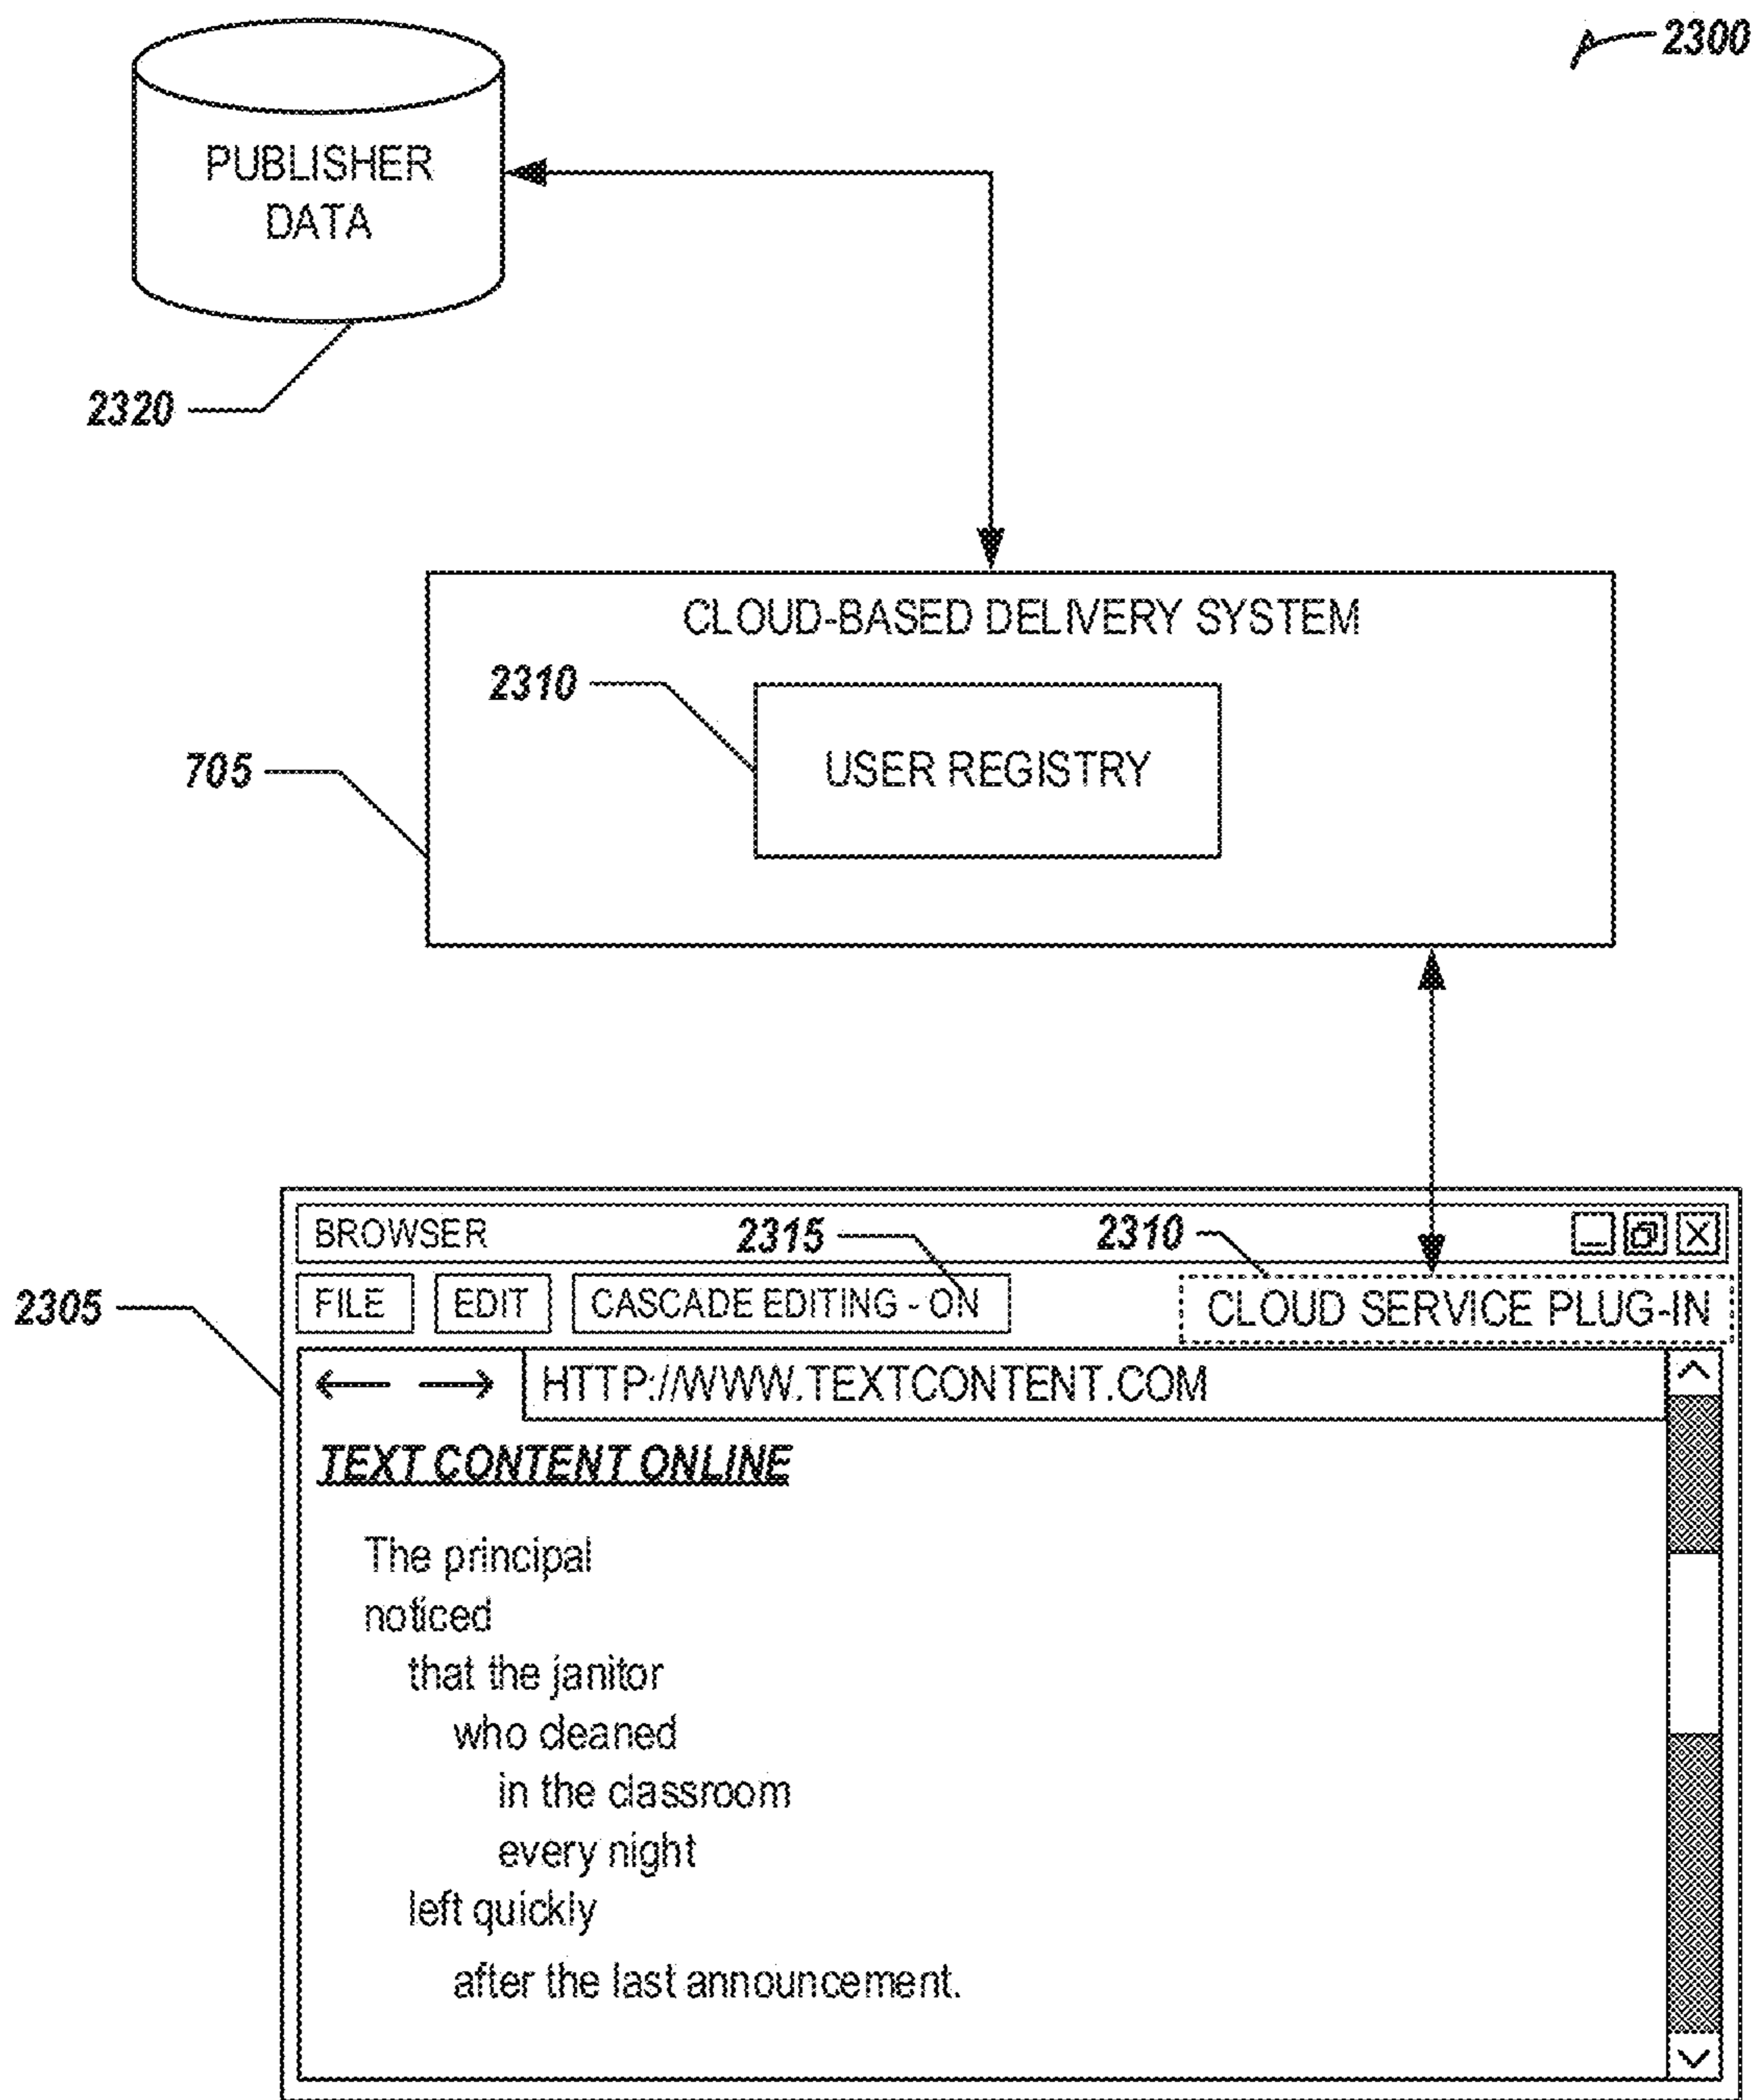 2300
PUBLISHER
DATA
2320
CLOUD-BASED DELIVERY SYSTEM
2310
USER REGISTRY
705
BROWSER
2315
2310
FILE
EDIT
CASCADE EDITING - ON
CLOUD SERVICE PLUG-IN
2305
HTTP://WWW.TEXTCONTENT.COM
TEXT CONTENT ONLINE
The principal
noticed
that the janitor
who cleaned
in the classroom
every night
left quickly
after the last announcement.